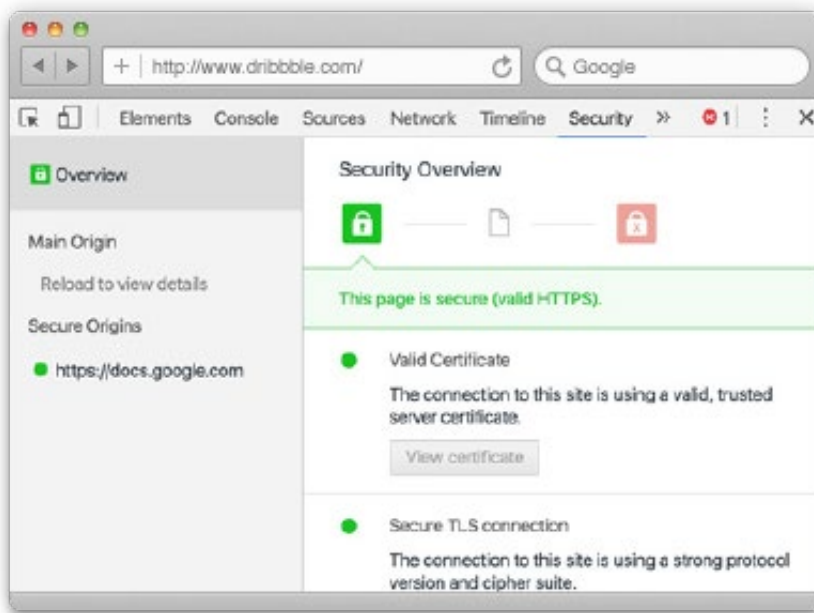 http://www.dribbble.com/
Google
Elements Console Sources Network Timeline Security » 1
Overview
Main Origin
Reload to view details
Secure Origins
https://docs.google.com
Security Overview
This page is secure (valid HTTPS).
Valid Certificate
The connection to this site is using a valid, trusted
server certificate.
View certificate
Secure TLS connection
The connection to this site is using a strong protocol
version and cipher suite.